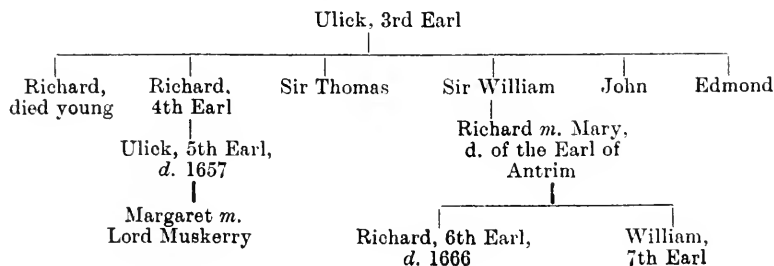 Ulick, 3rd Earl
Richard,
died young
Richard.
4th Earl
Sir Thomas
Sir William
John
Edmond
Ulick, 5th Earl,
d. 1657
Richard m. Mary,
d. of the Earl of
Antrim
Margaret m.
Lord Muskerry
Richard, 6th Earl,
d. 1666
William,
7th Earl